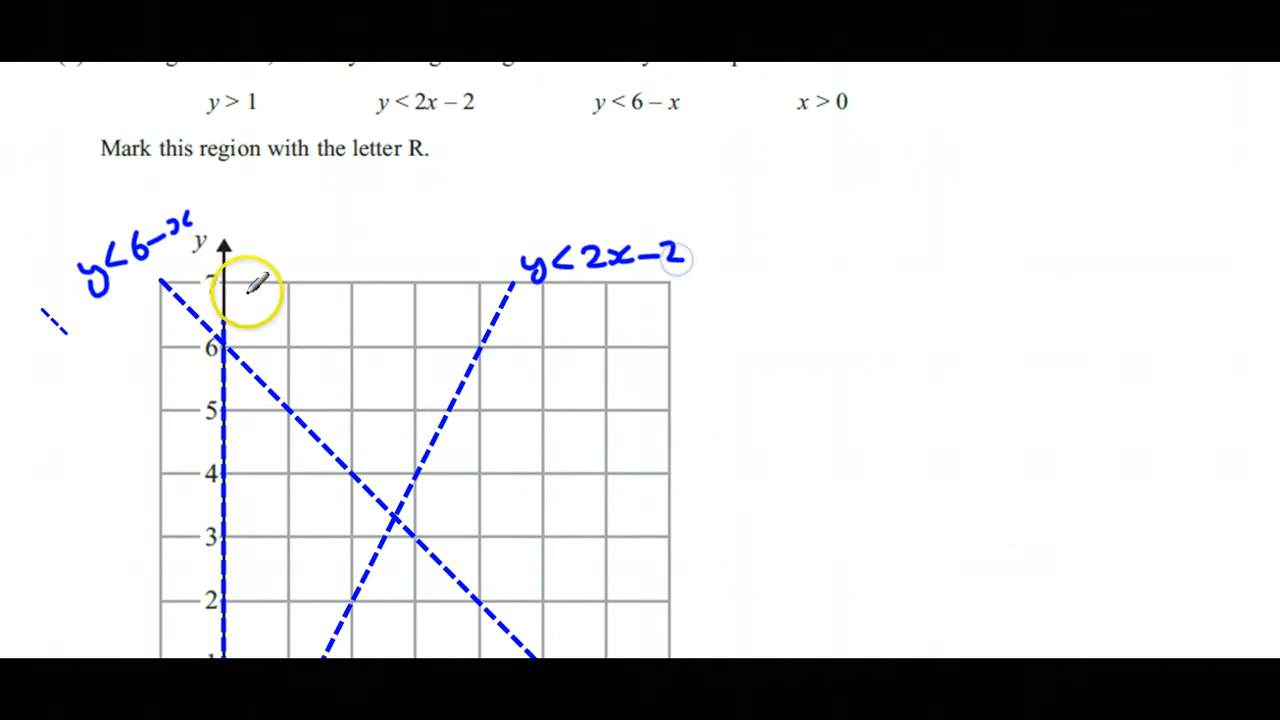 y > 1 y < 2x – 2 y < 6 – x x > 0
Mark this region with the letter R.
y<6-x
y
y<2x-2
6
5
4
3
2